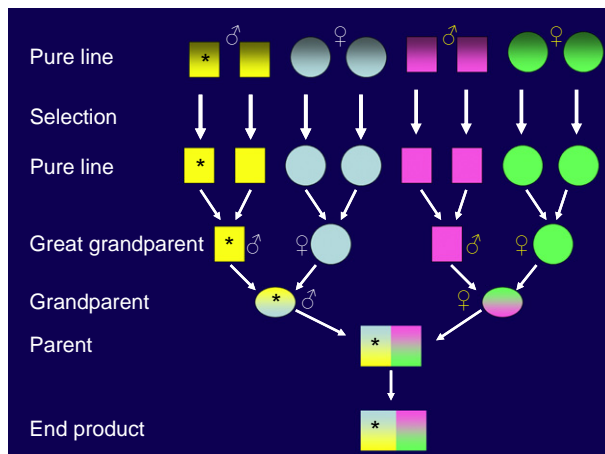 ♂ ♀ ♂ ♀
Pure line *
Selection
Pure line *
Great grandparent * ♂ ♀ ♂ ♀
Grandparent * ♂ ♀
Parent *
End product *